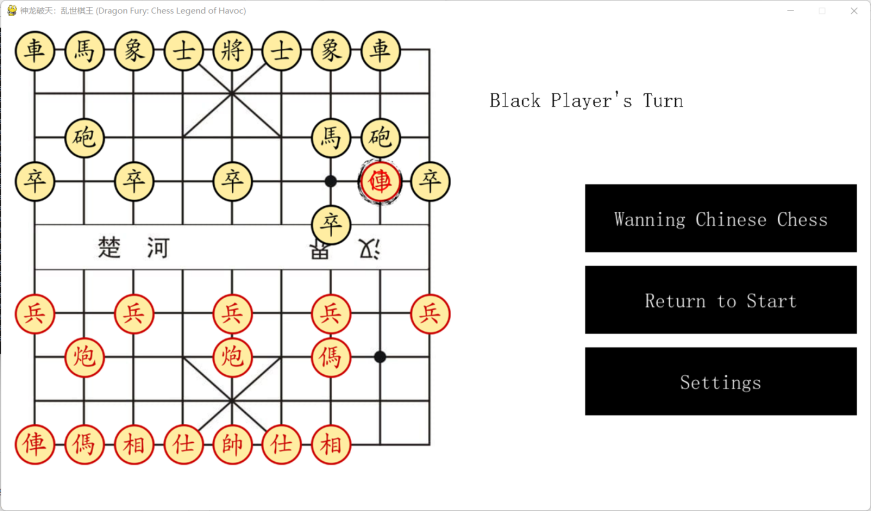 神龙破天: 乱世棋王 (Dragon Fury: Chess Legend of Havoc)
車 馬 象 士 將 士 象 車
Black Player's Turn
砲 馬 砲
卒 卒 卒 俥 卒
卒
Wanning Chinese Chess
楚 河 界 汉
兵 兵 兵 兵 兵
Return to Start
炮 炮 傌
Settings
俥 傌 相 仕 帥 仕 相